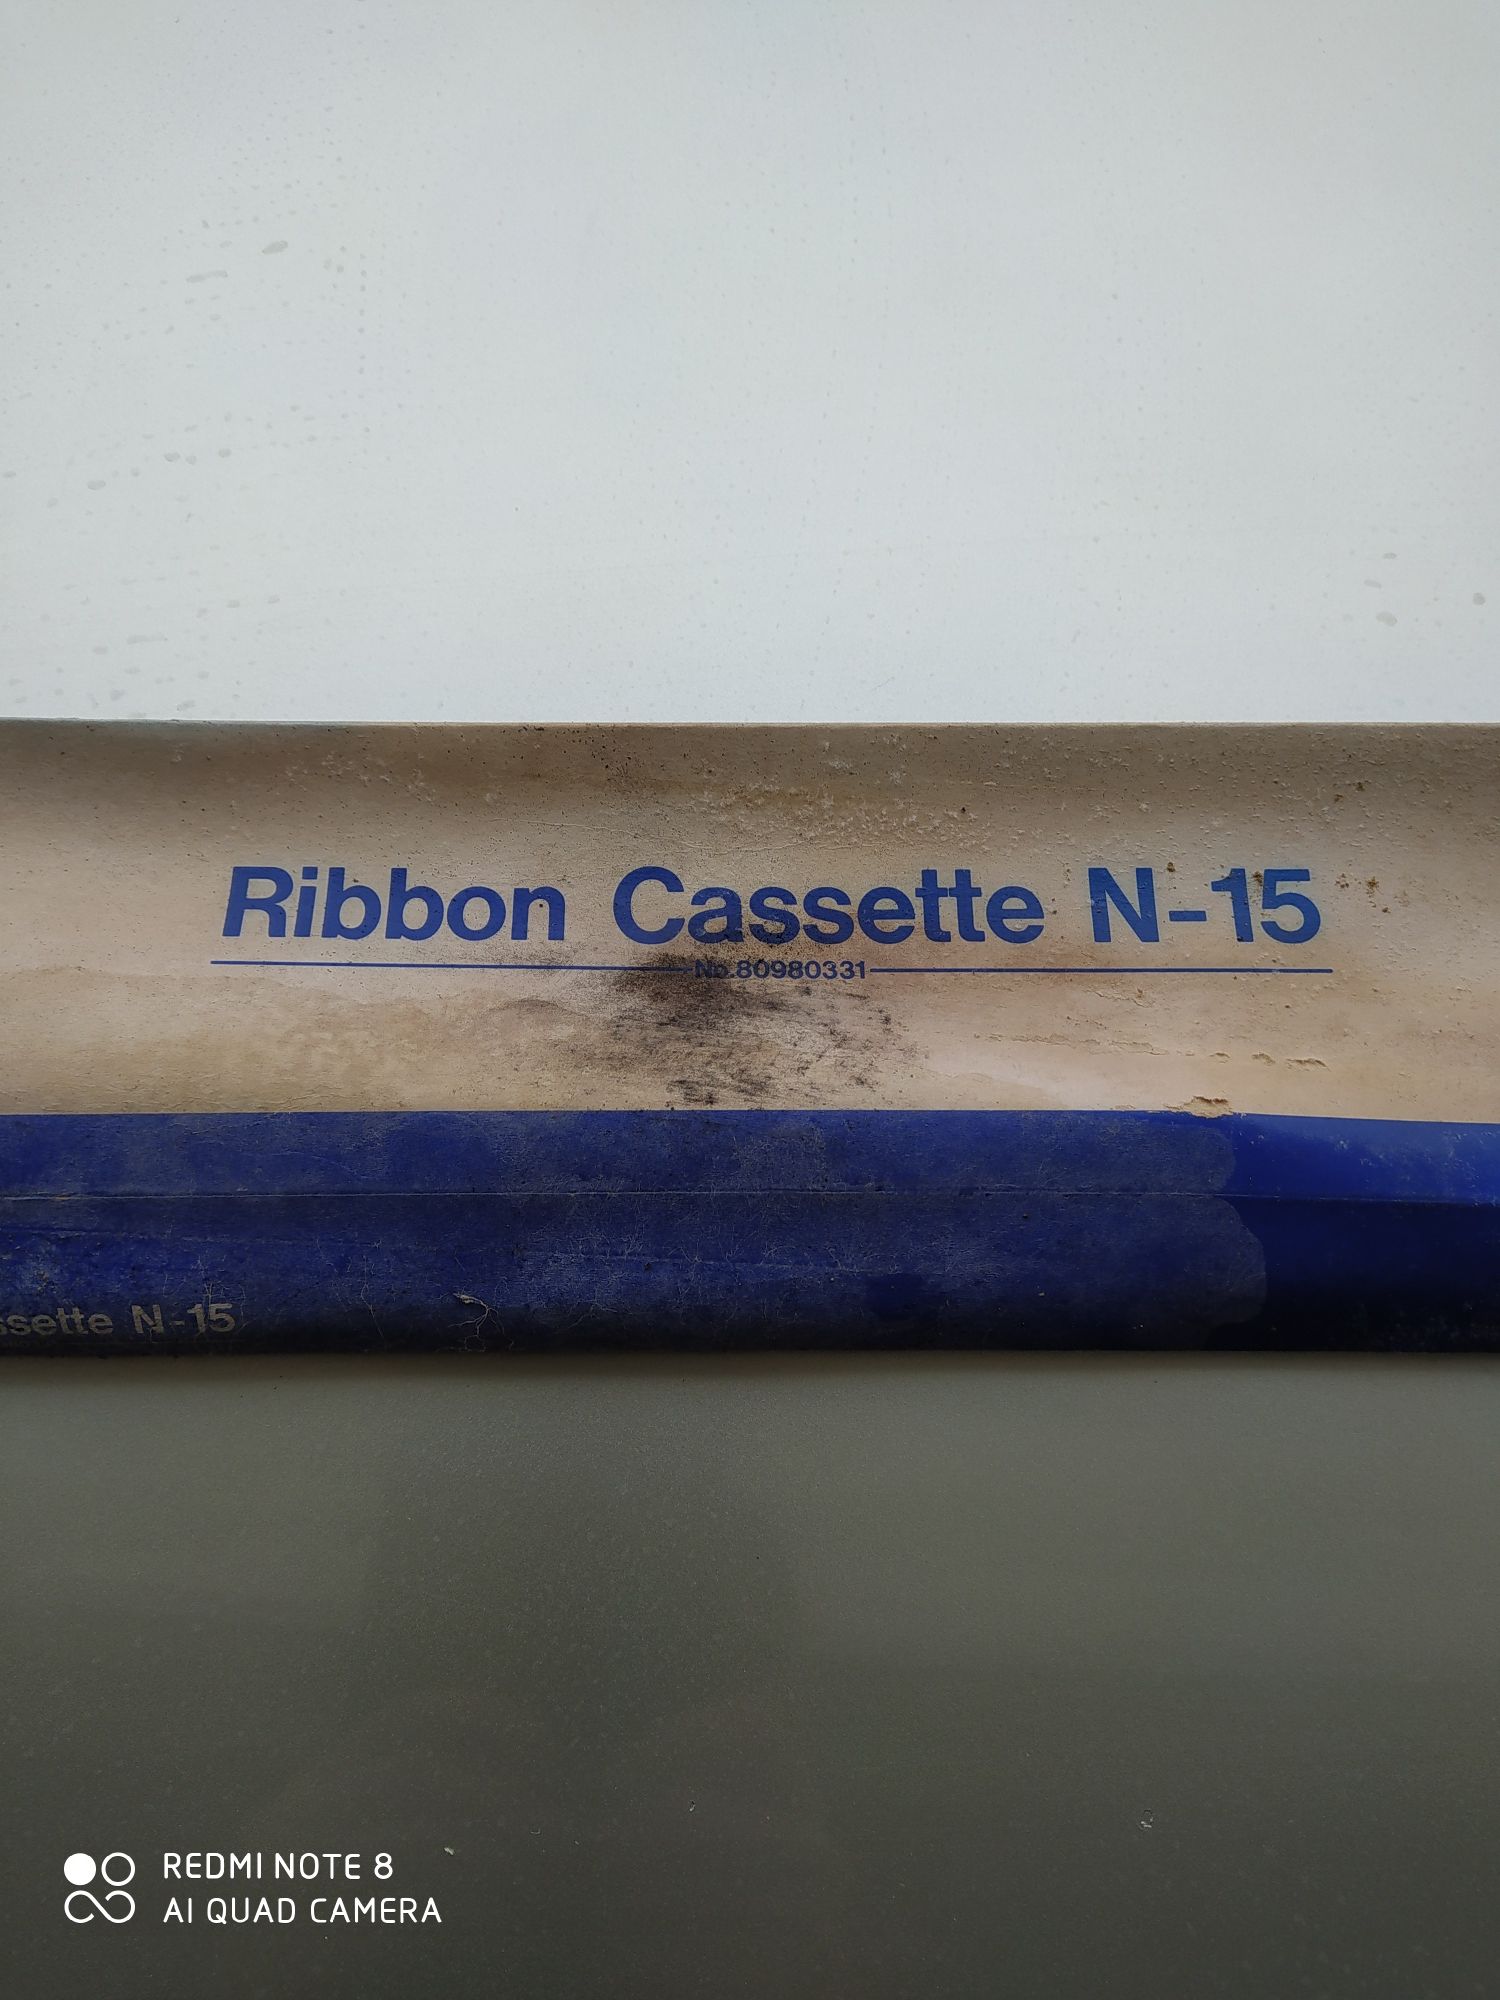 Ribbon Cassette N-15
No.80980331
ssette N-15
REDMI NOTE 8
AI QUAD CAMERA